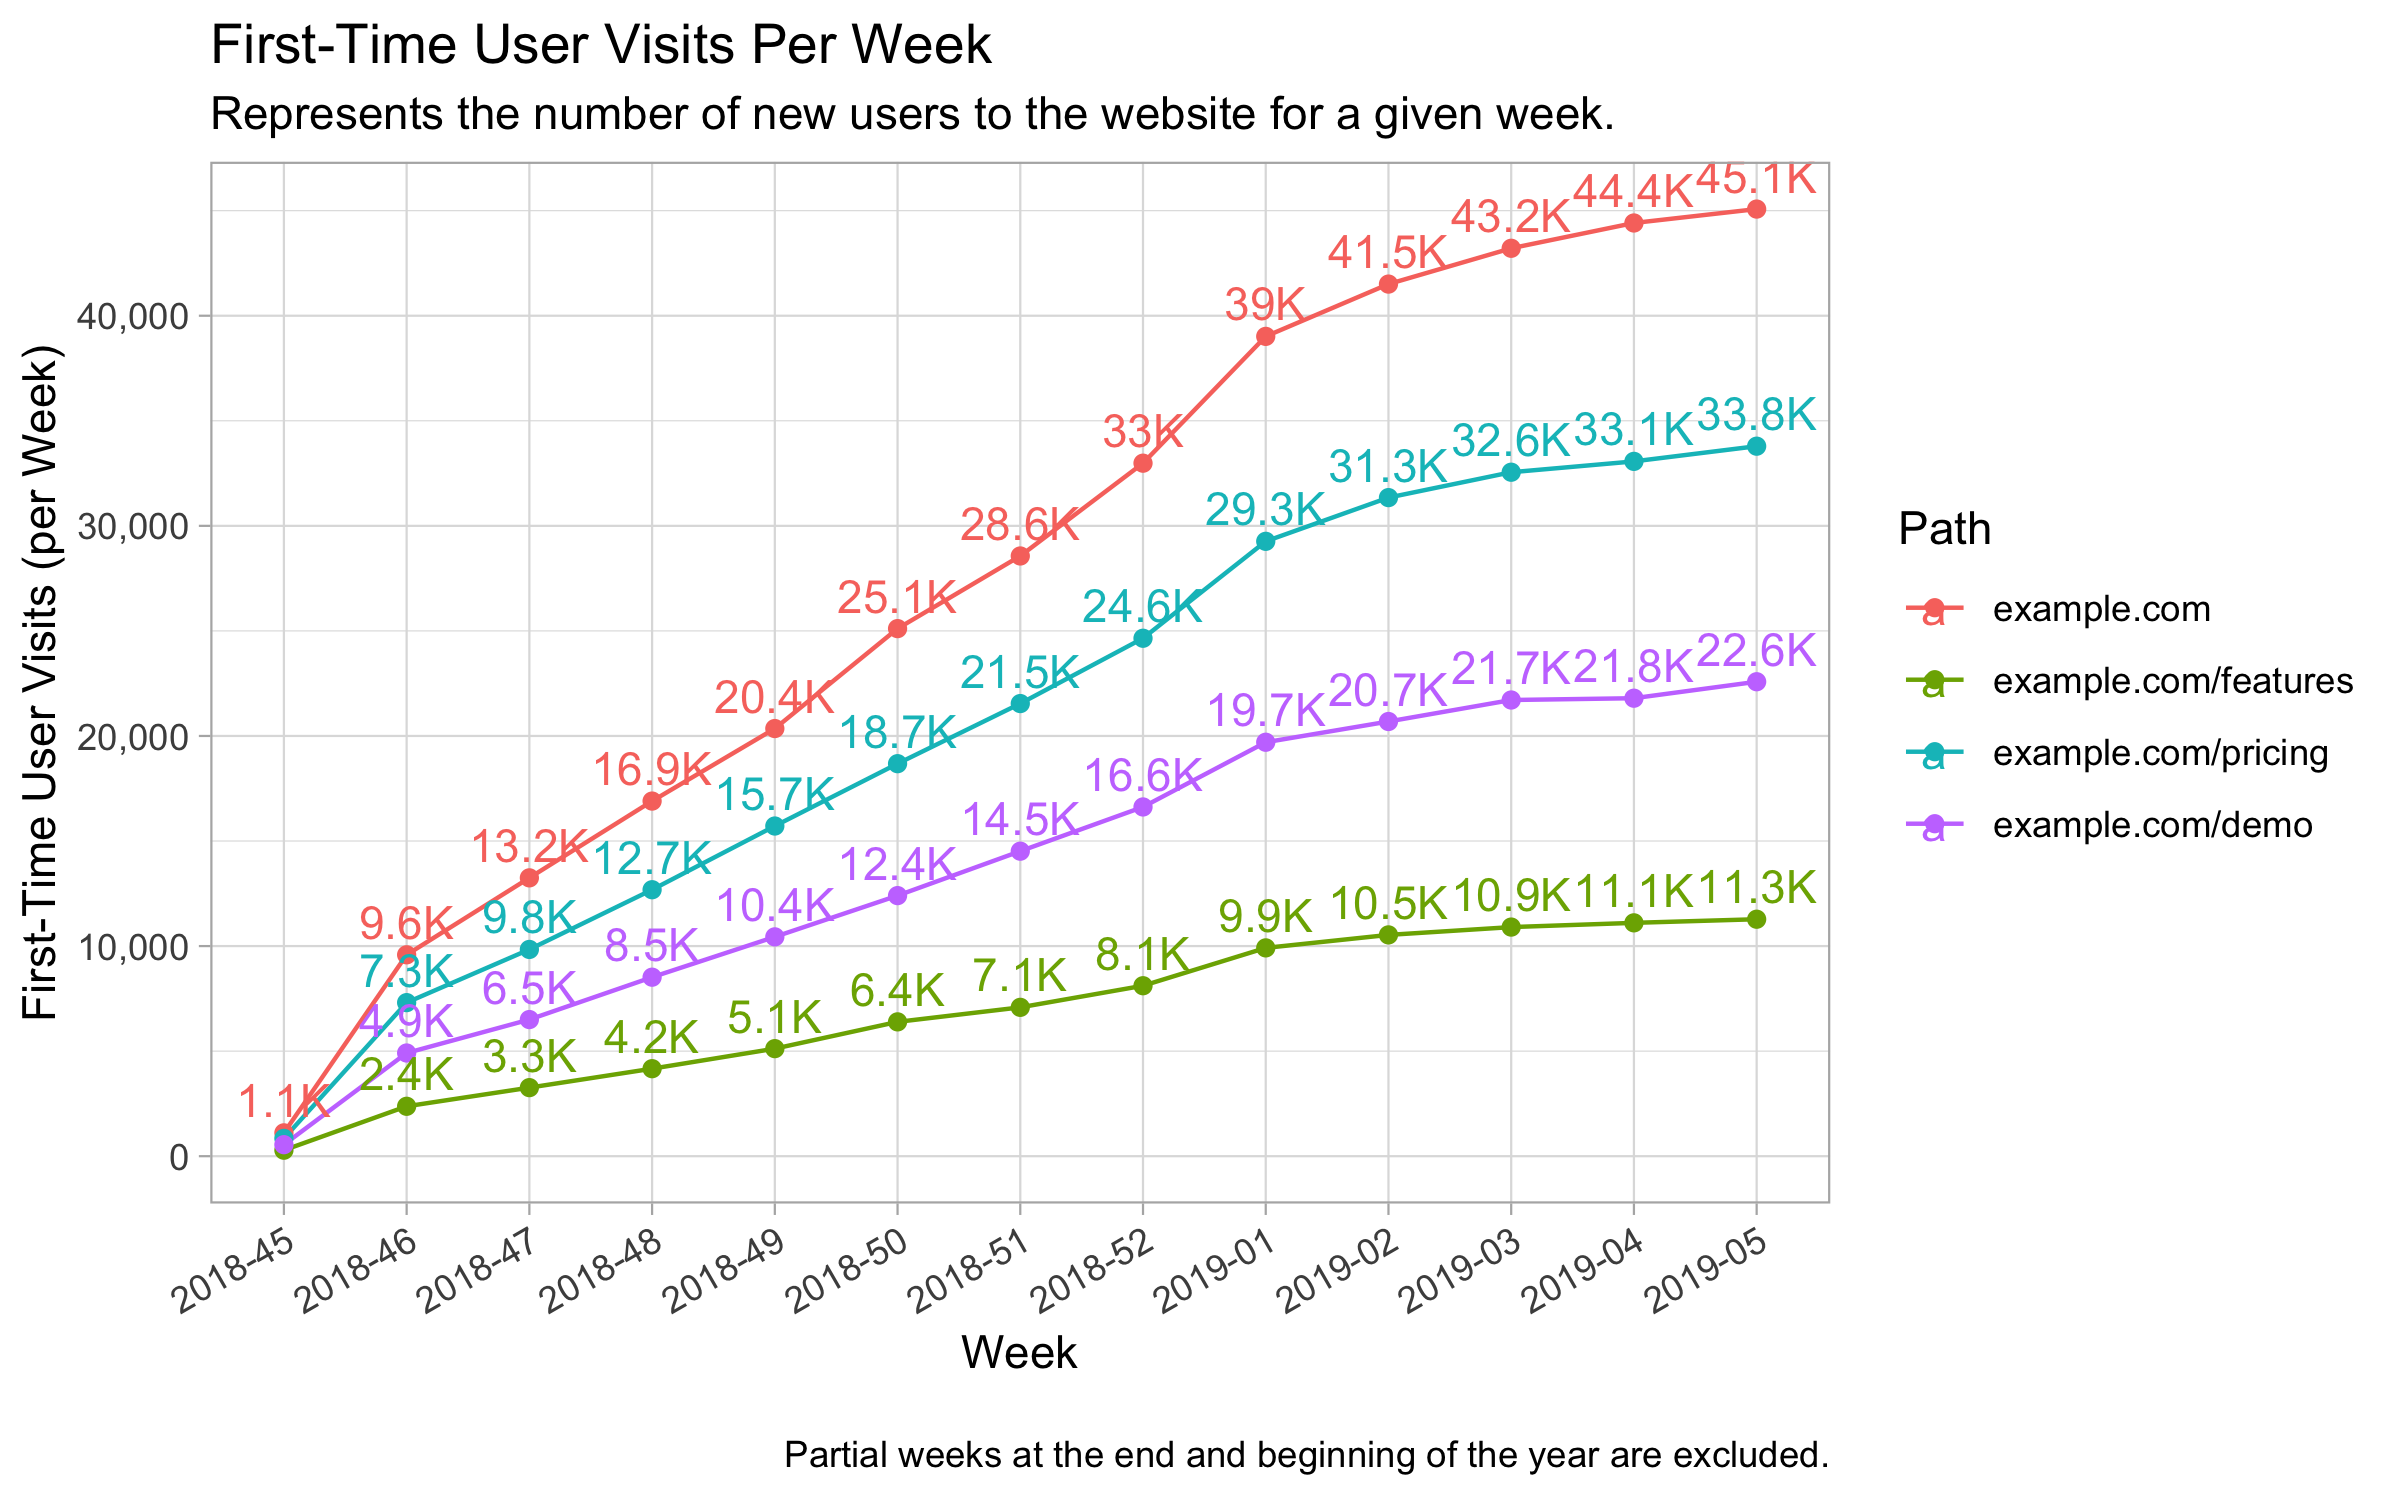 First-Time User Visits Per Week
Represents the number of new users to the website for a given week.
First-Time User Visits (per Week)
40,000
30,000
20,000
10,000
0
1.1K
9.6K
13.2K
16.9K
20.4K
25.1K
28.6K
33K
39K
41.5K
43.2K
44.4K
45.1K
7.3K
9.8K
12.7K
15.7K
18.7K
21.5K
24.6K
29.3K
31.3K
32.6K
33.1K
33.8K
4.9K
6.5K
8.5K
10.4K
12.4K
14.5K
16.6K
19.7K
20.7K
21.7K
21.8K
22.6K
2.4K
3.3K
4.2K
5.1K
6.4K
7.1K
8.1K
9.9K
10.5K
10.9K
11.1K
11.3K
2018-45
2018-46
2018-47
2018-48
2018-49
2018-50
2018-51
2018-52
2019-01
2019-02
2019-03
2019-04
2019-05
Week
Path
a example.com
a example.com/features
a example.com/pricing
a example.com/demo
Partial weeks at the end and beginning of the year are excluded.